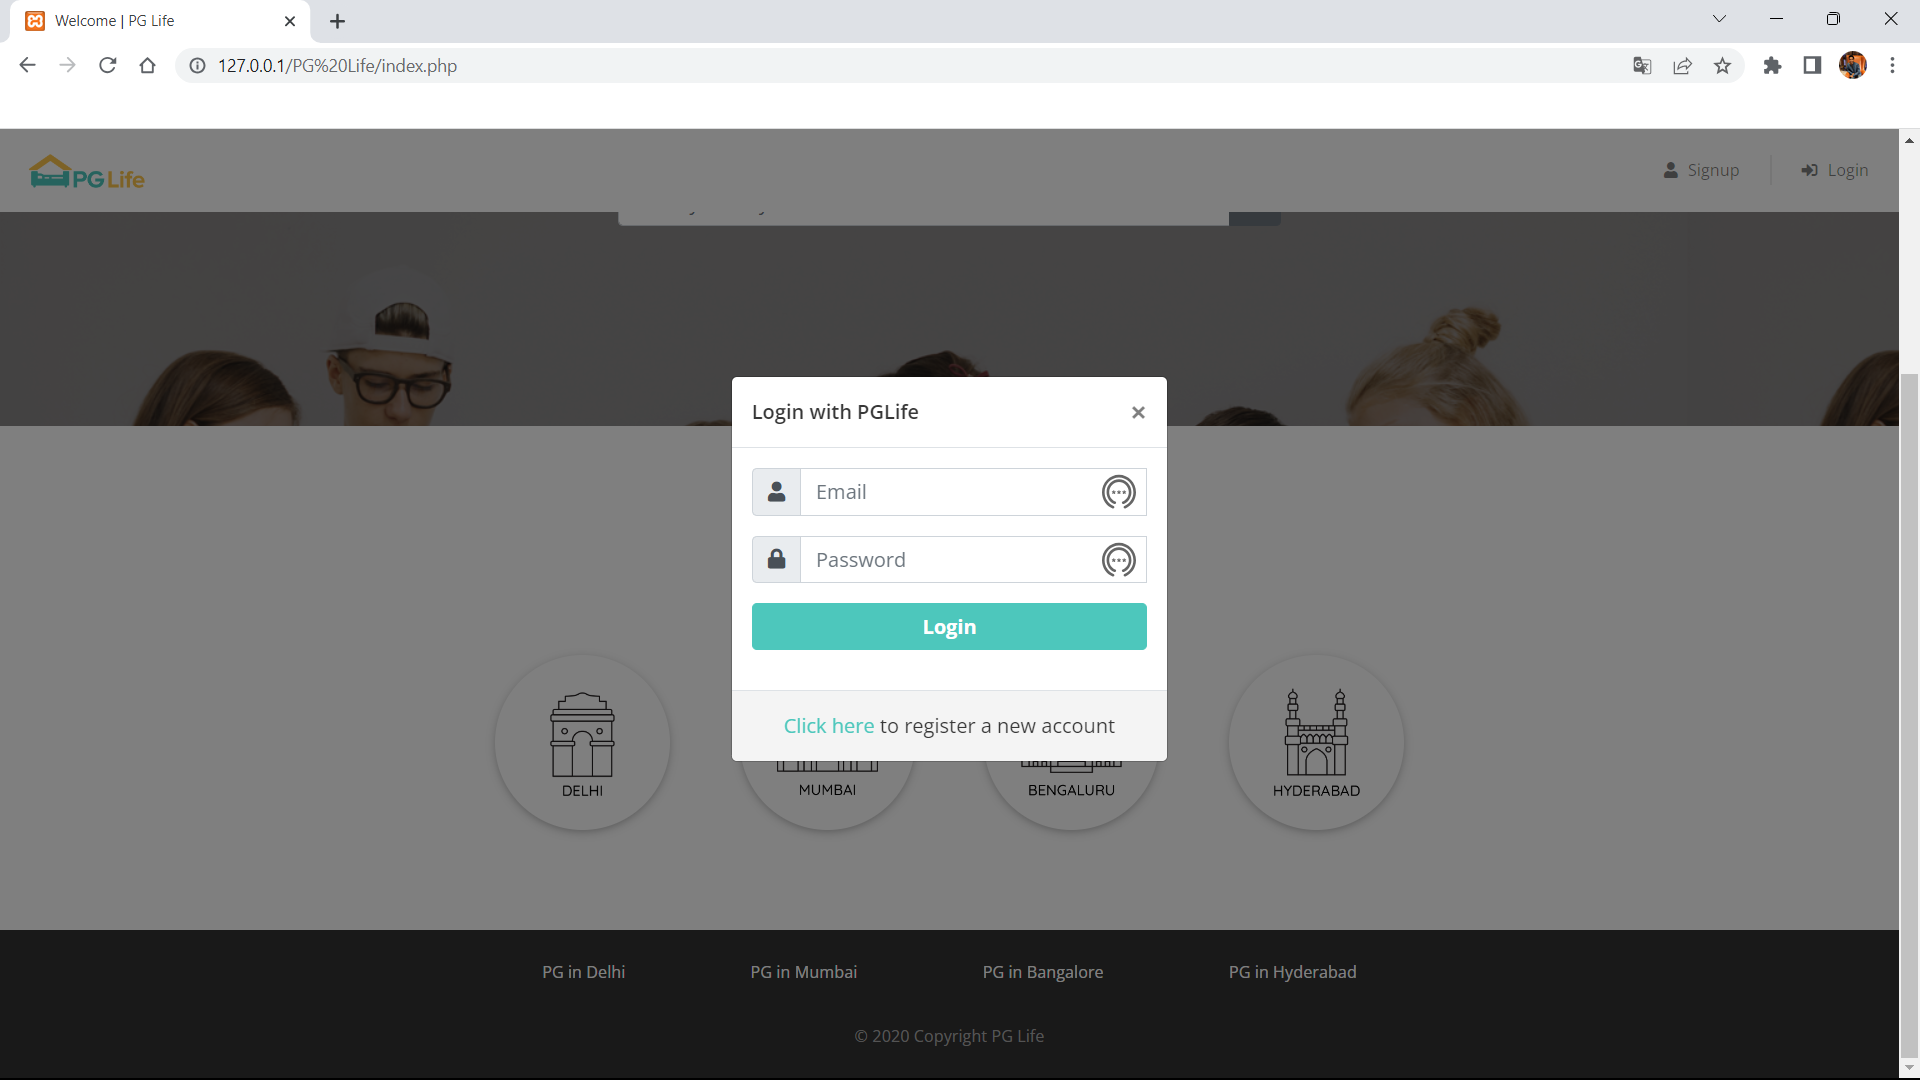 Welcome | PG Life
127.0.0.1/PG%20Life/index.php
PG Life
Signup
Login
Login with PGLife
Email
Password
Login
Click here to register a new account
DELHI
MUMBAI
BENGALURU
HYDERABAD
PG in Delhi
PG in Mumbai
PG in Bangalore
PG in Hyderabad
© 2020 Copyright PG Life